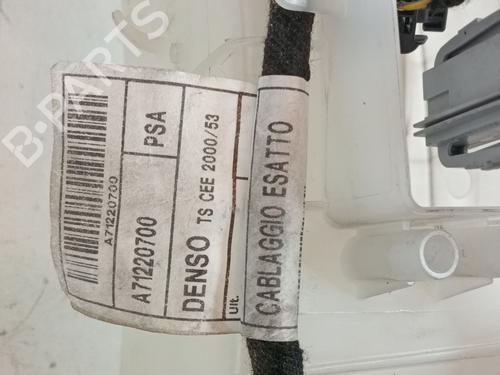 B-PARTS
A71220700
A71220700
PSA
DENSO TS CEE 2000/53
Ult.
CABLAGGIO ESATTO